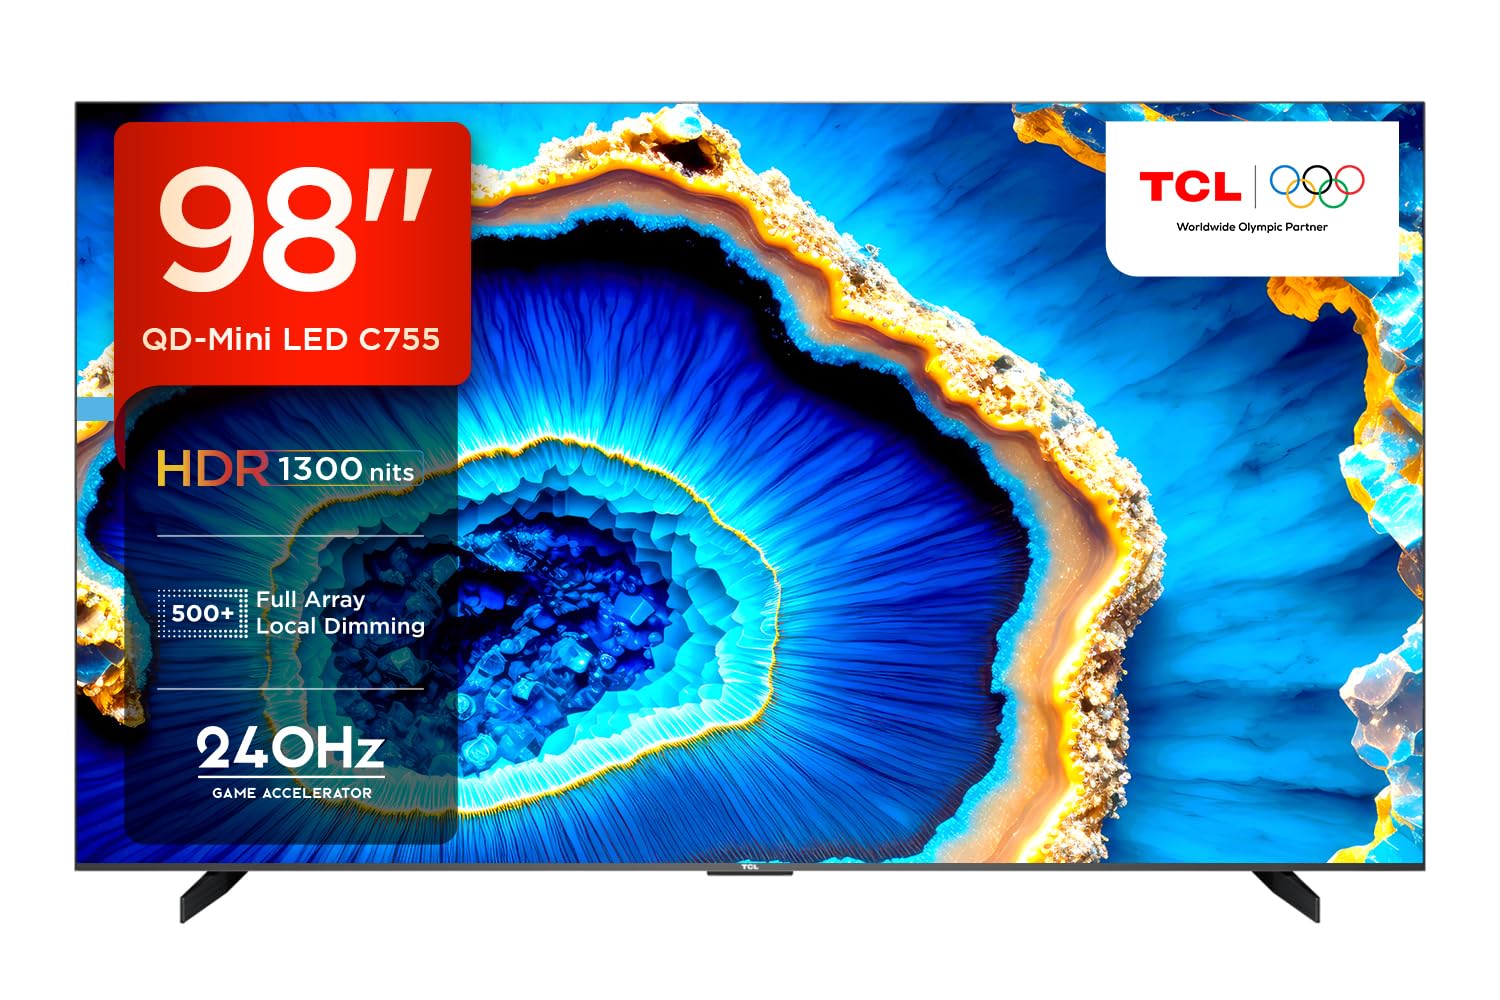 98"
QD-Mini LED C755
HDR 1300 nits
500+
Full Array
Local Dimming
240Hz
GAME ACCELERATOR
TCL
Worldwide Olympic Partner
TCL